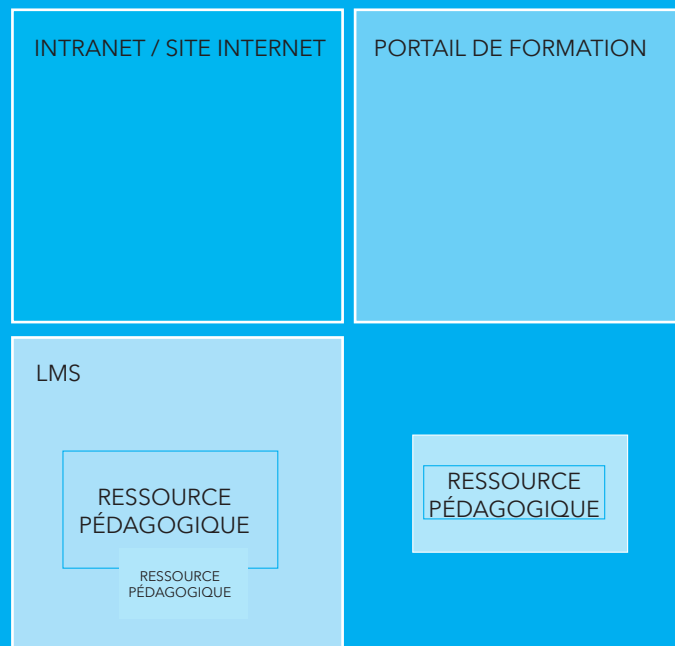 INTRANET / SITE INTERNET
PORTAIL DE FORMATION
LMS
RESSOURCE
PÉDAGOGIQUE
RESSOURCE
PÉDAGOGIQUE
RESSOURCE
PÉDAGOGIQUE